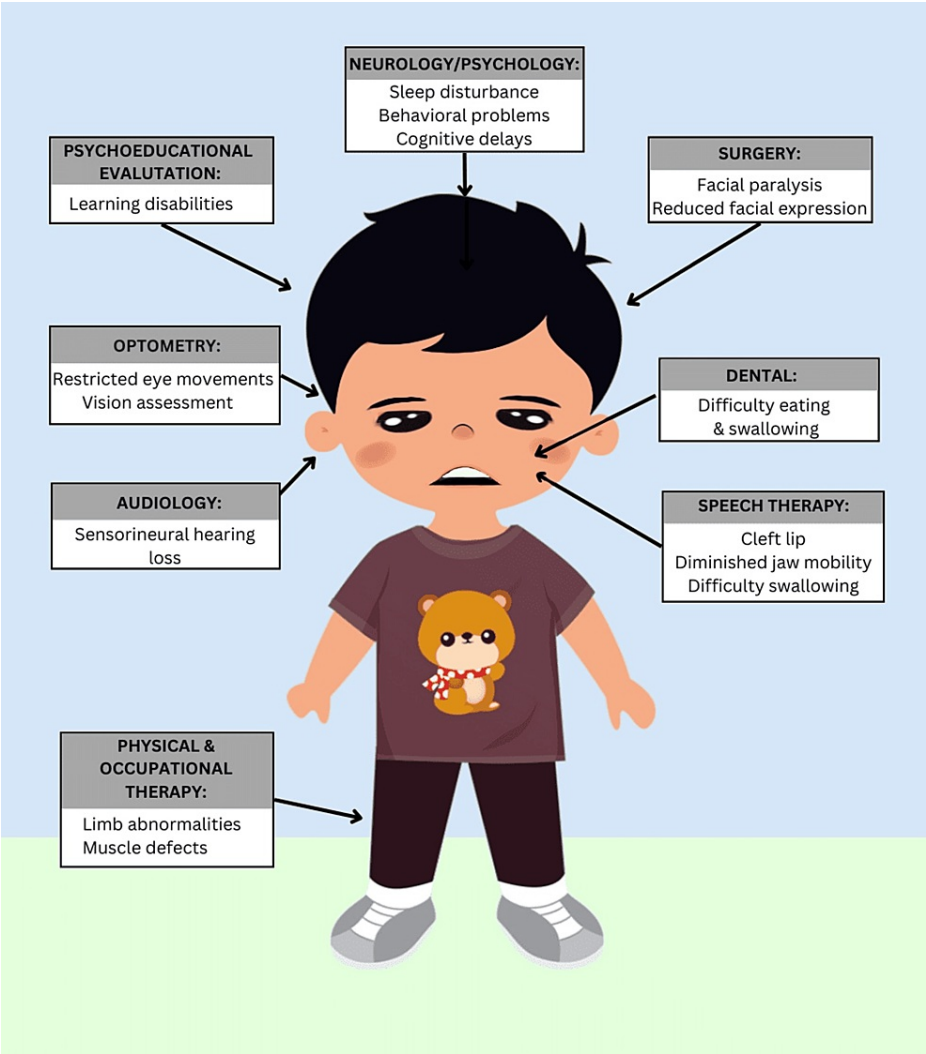 NEUROLOGY/PSYCHOLOGY:
Sleep disturbance
Behavioral problems
Cognitive delays
PSYCHOEDUCATIONAL
EVALUTATION:
Learning disabilities
SURGERY:
Facial paralysis
Reduced facial expression
OPTOMETRY:
Restricted eye movements
Vision assessment
DENTAL:
Difficulty eating
& swallowing
AUDIOLOGY:
Sensorineural hearing
loss
SPEECH THERAPY:
Cleft lip
Diminished jaw mobility
Difficulty swallowing
PHYSICAL &
OCCUPATIONAL
THERAPY:
Limb abnormalities
Muscle defects